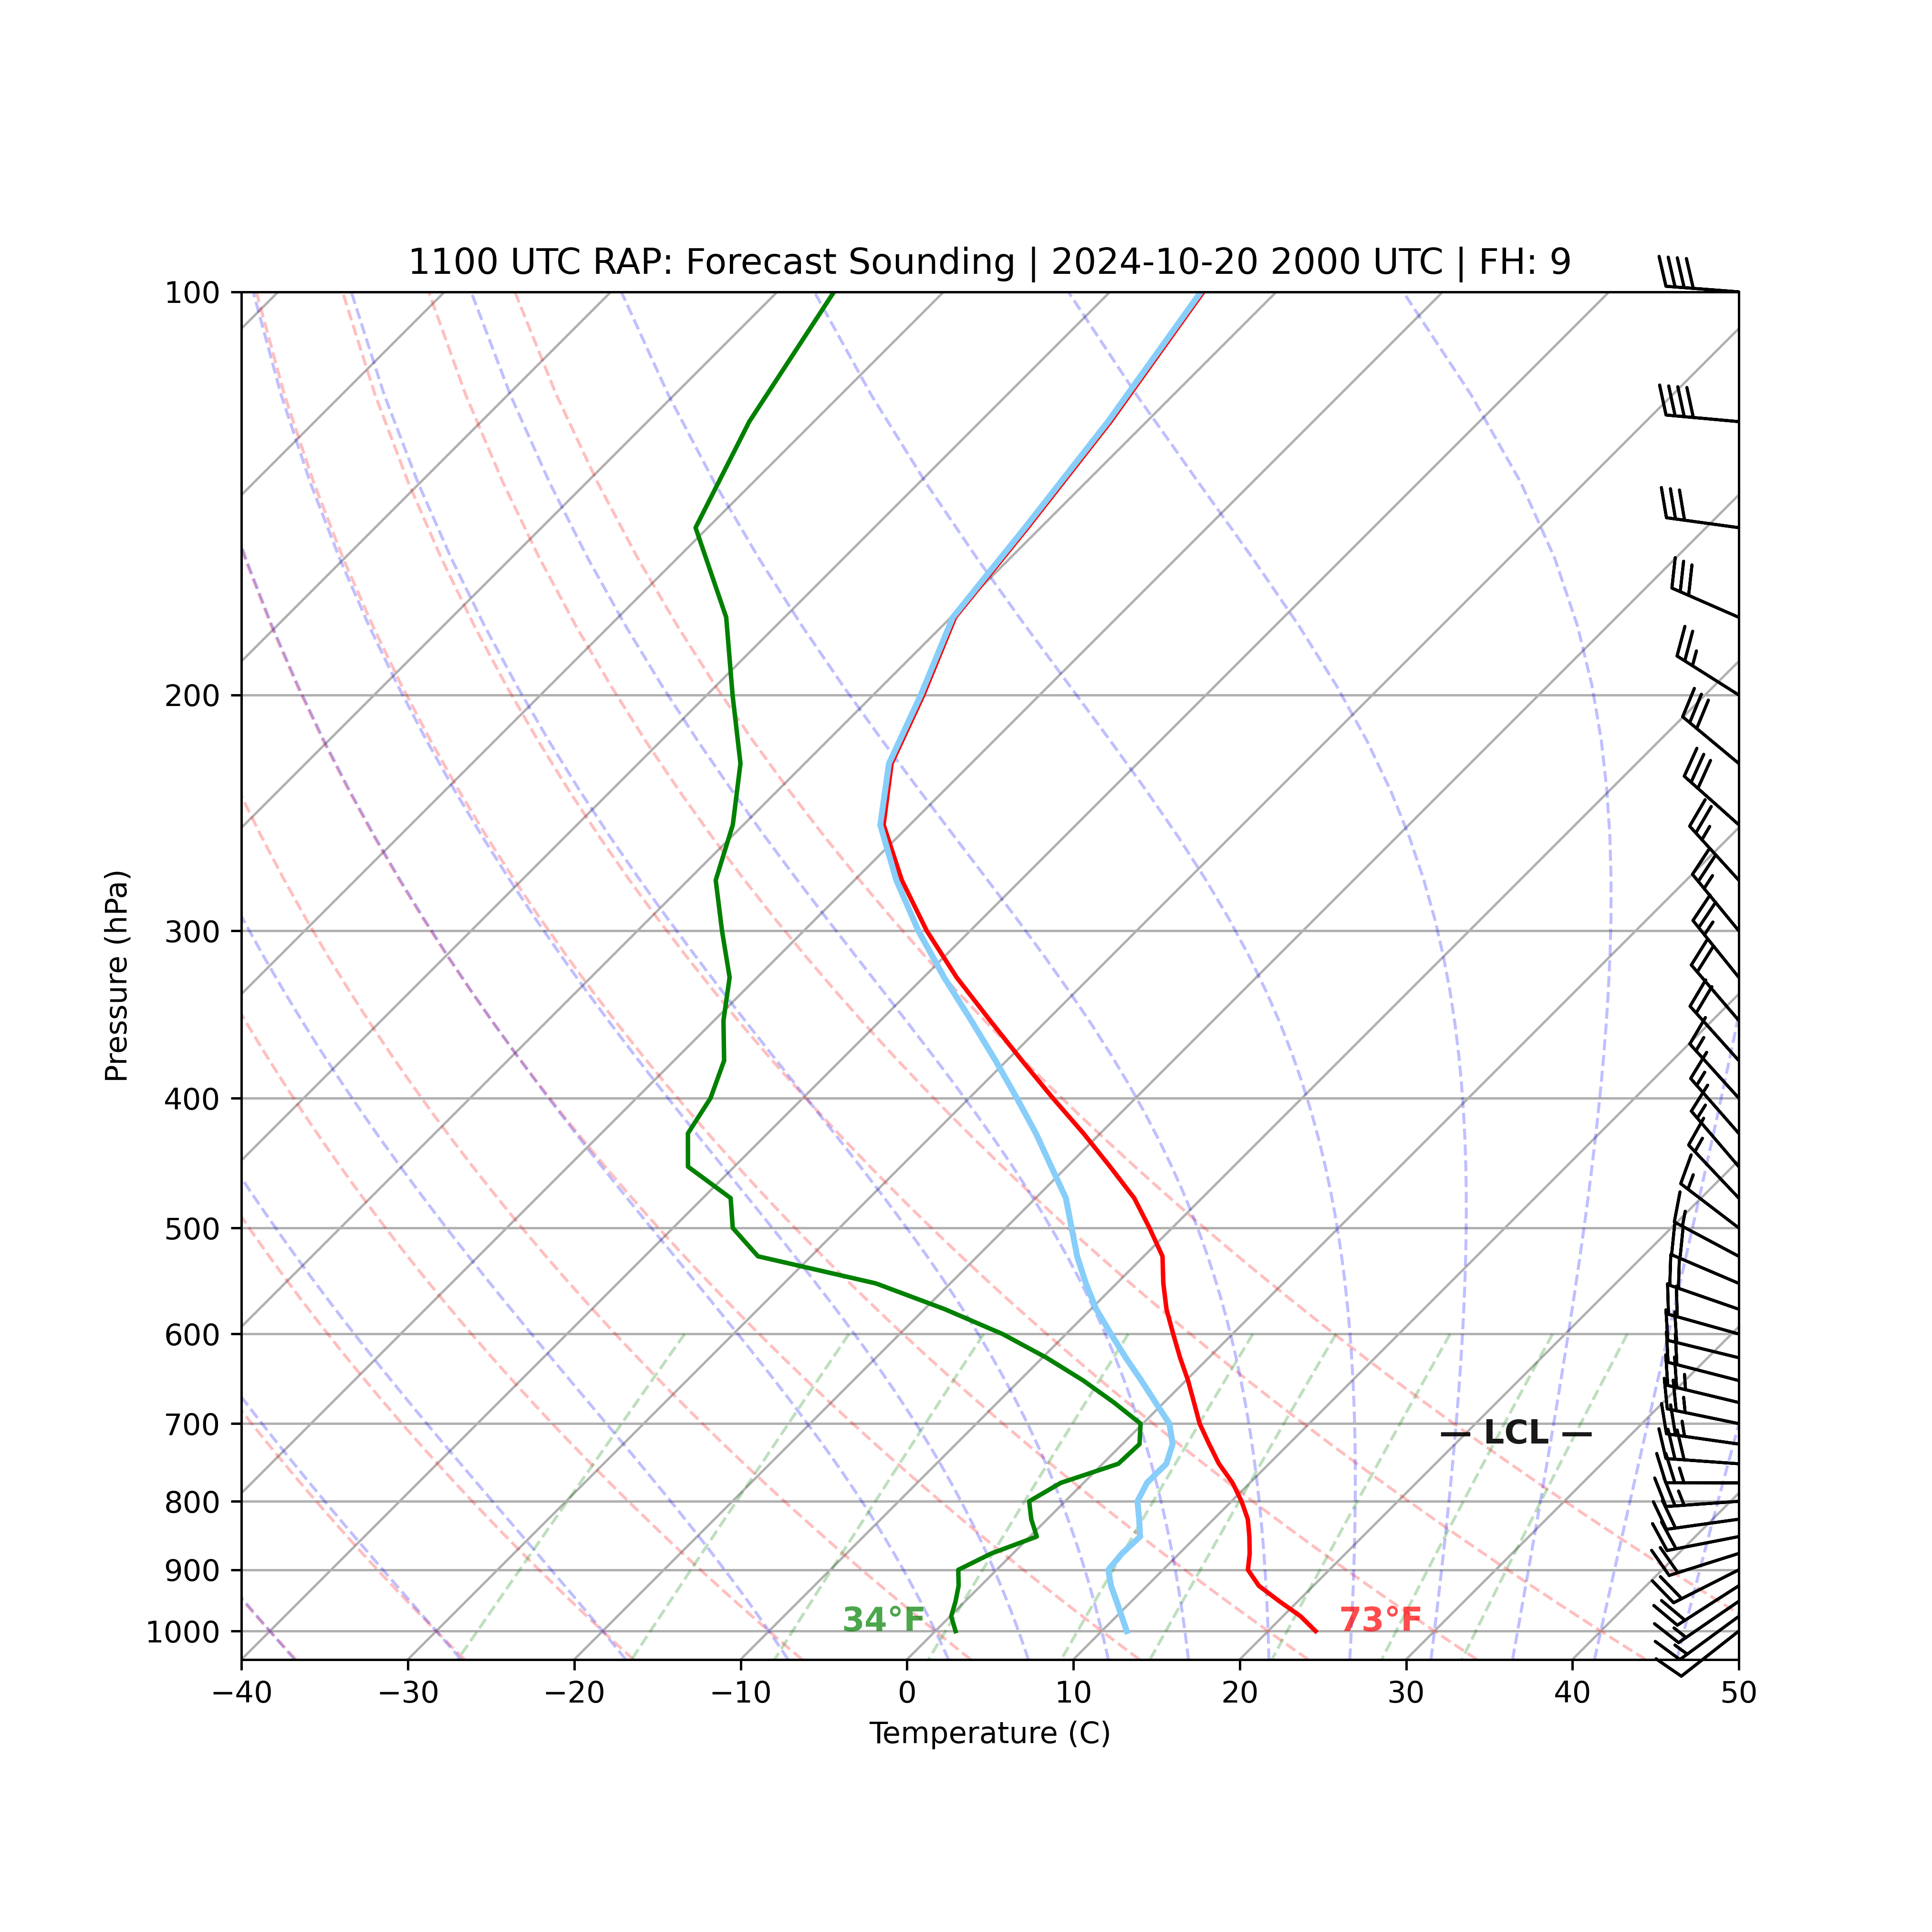 1100 UTC RAP: Forecast Sounding | 2024-10-20 2000 UTC | FH: 9
100
200
300
400
500
600
700
800
900
1000
Pressure (hPa)
— LCL —
34°F
73°F
−40 −30 −20 −10 0 10 20 30 40 50
Temperature (C)